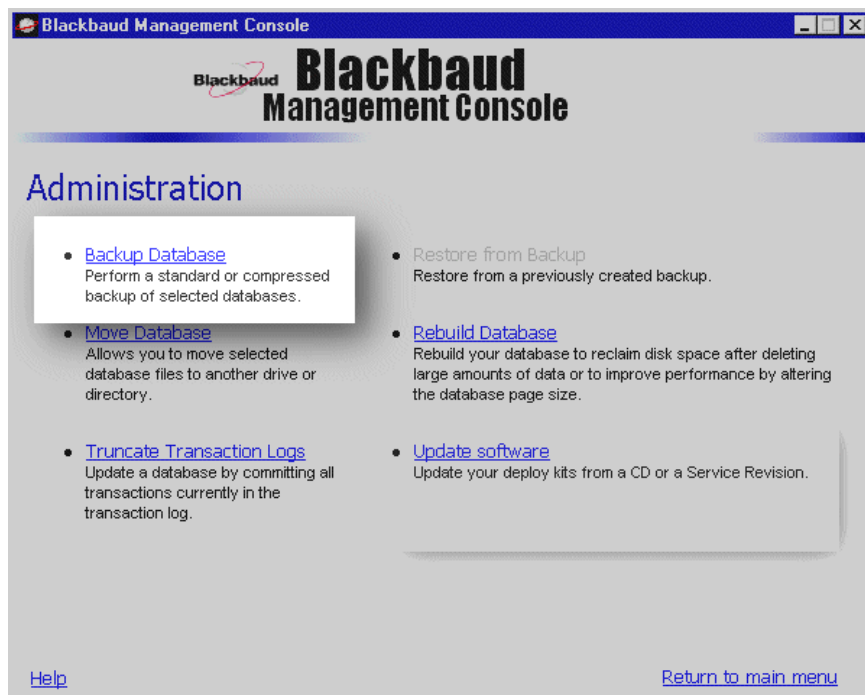 Blackbaud Management Console
Blackbaud
Blackbaud
Management Console
Administration
Backup Database
Perform a standard or compressed
backup of selected databases.
Restore from Backup
Restore from a previously created backup.
Move Database
Allows you to move selected
database files to another drive or
directory.
Rebuild Database
Rebuild your database to reclaim disk space after deleting
large amounts of data or to improve performance by altering
the database page size.
Truncate Transaction Logs
Update a database by committing all
transactions currently in the
transaction log.
Update software
Update your deploy kits from a CD or a Service Revision.
Help
Return to main menu